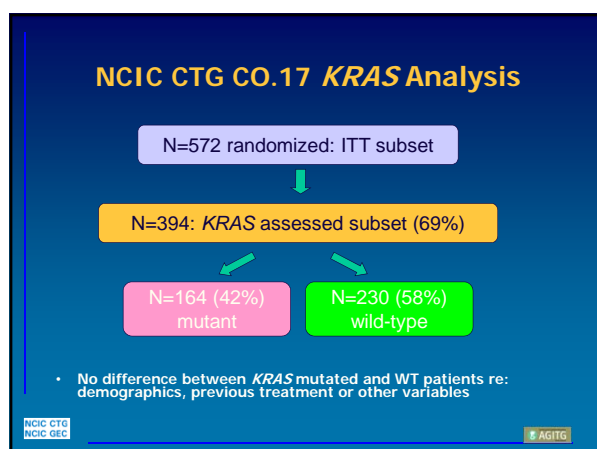 NCIC CTG CO.17 KRAS Analysis
N=572 randomized: ITT subset
N=394: KRAS assessed subset (69%)
N=164 (42%)
mutant
N=230 (58%)
wild-type
• No difference between KRAS mutated and WT patients re:
demographics, previous treatment or other variables
NCIC CTG
NCIC GEC
AGITG